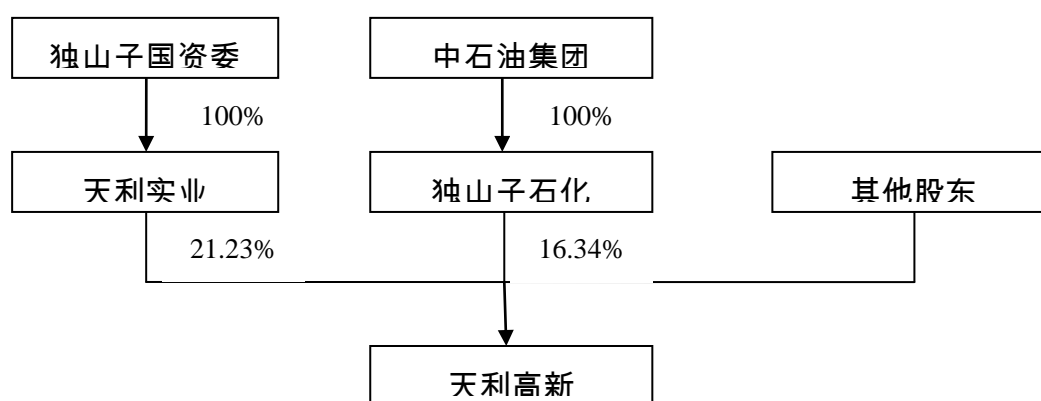 独山子国资委
中石油集团
100%
100%
天利实业
独山子石化
其他股东
21.23%
16.34%
天利高新